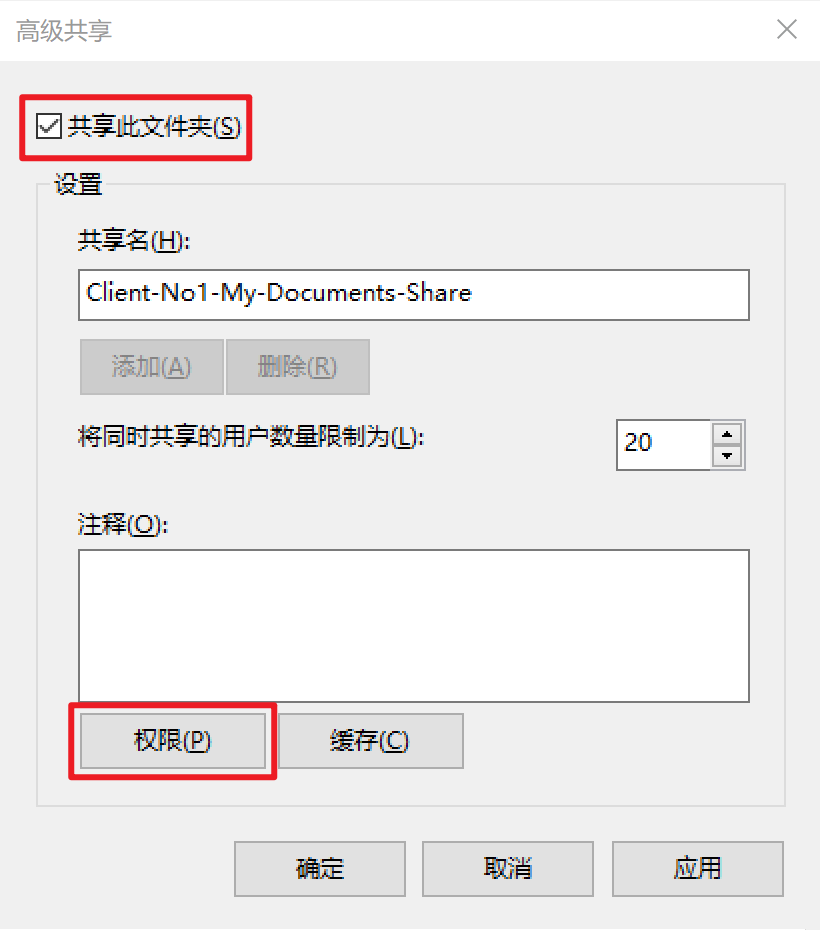 高级共享
共享此文件夹(S)
设置
共享名(H):
Client-No1-My-Documents-Share
添加(A) 删除(R)
将同时共享的用户数量限制为(L): 20
注释(O):
权限(P) 缓存(C)
确定 取消 应用